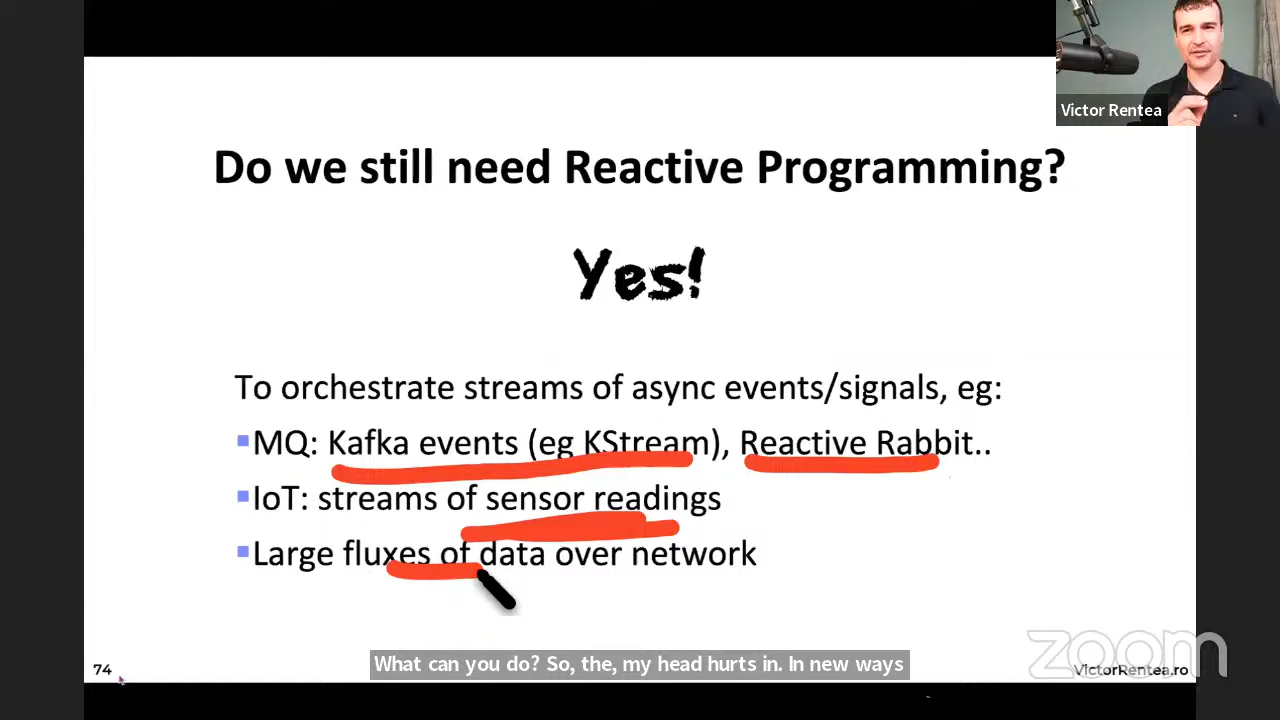 Victor Rentea
Do we still need Reactive Programming?
Yes!
To orchestrate streams of async events/signals, eg:
MQ: Kafka events (eg KStream), Reactive Rabbit..
IoT: streams of sensor readings
Large fluxes of data over network
zoom
74
What can you do? So, the, my head hurts in. In new ways
VictorRentea.ro